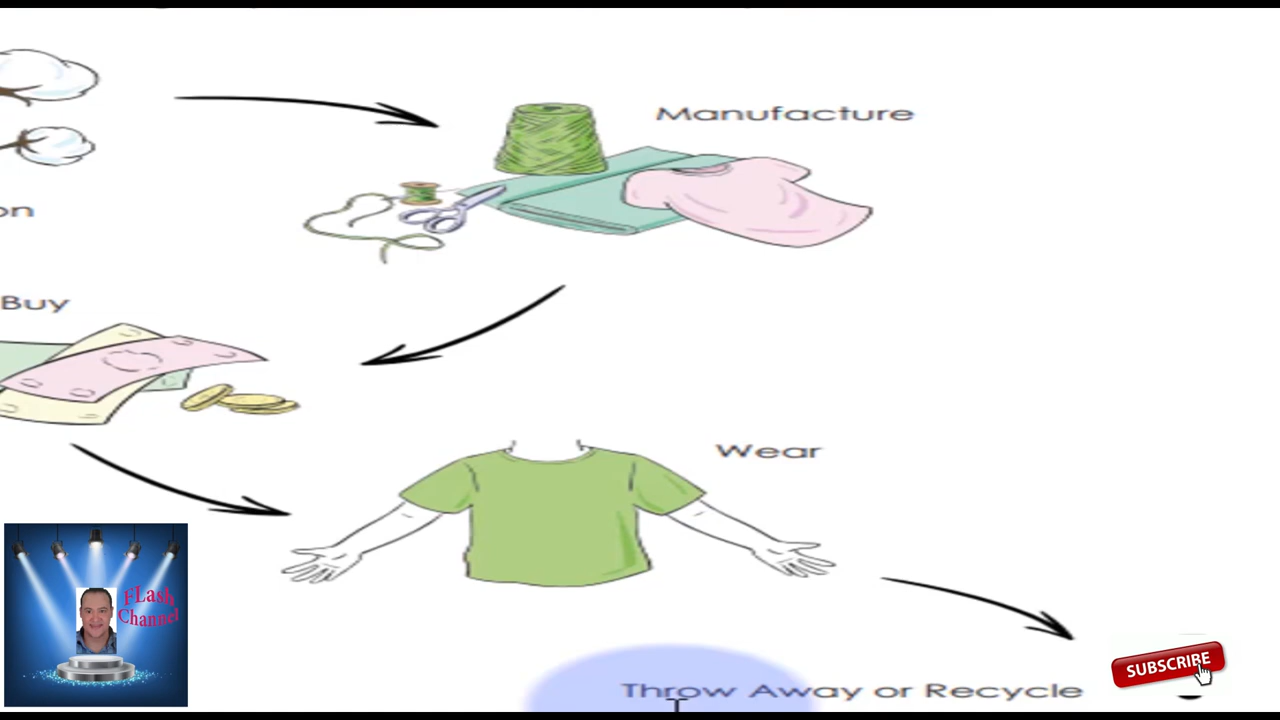 Manufacture
on
Buy
Wear
FLash
Channel
SUBSCRIBE
Throw Away or Recycle